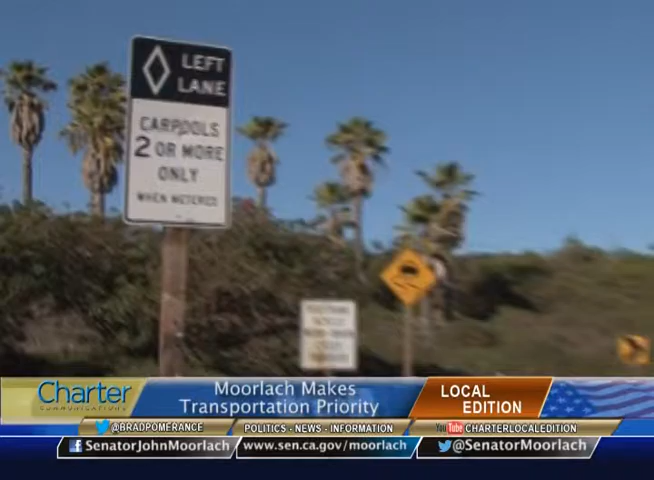 LEFT
LANE
CARPOOLS
2 OR MORE
ONLY
WHEN METERED
Charter
COMMUNICATIONS
Moorlach Makes
Transportation Priority
LOCAL
EDITION
@BRADPOMERANCE
POLITICS - NEWS - INFORMATION
YouTube CHARTERLOCALEDITION
f SenatorJohnMoorlach
www.sen.ca.gov/moorlach
@SenatorMoorlach